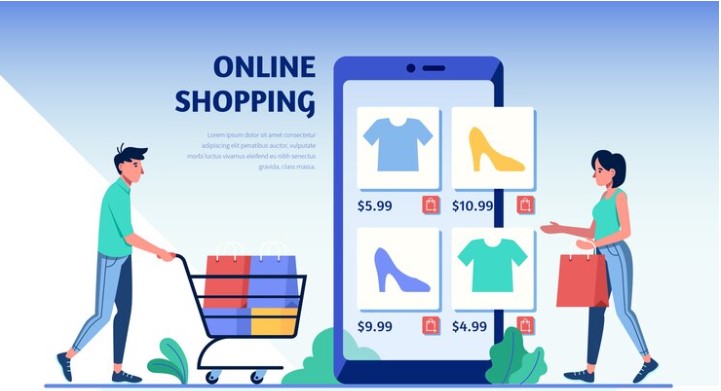 ONLINE
SHOPPING
Lorem ipsum dolor sit amet consectetur
adipiscing elit penatibus auctor, vulputate
morbi luctus vivamus eleifend eu nibh senectus
gravida, class massa.
$5.99
$10.99
$9.99
$4.99